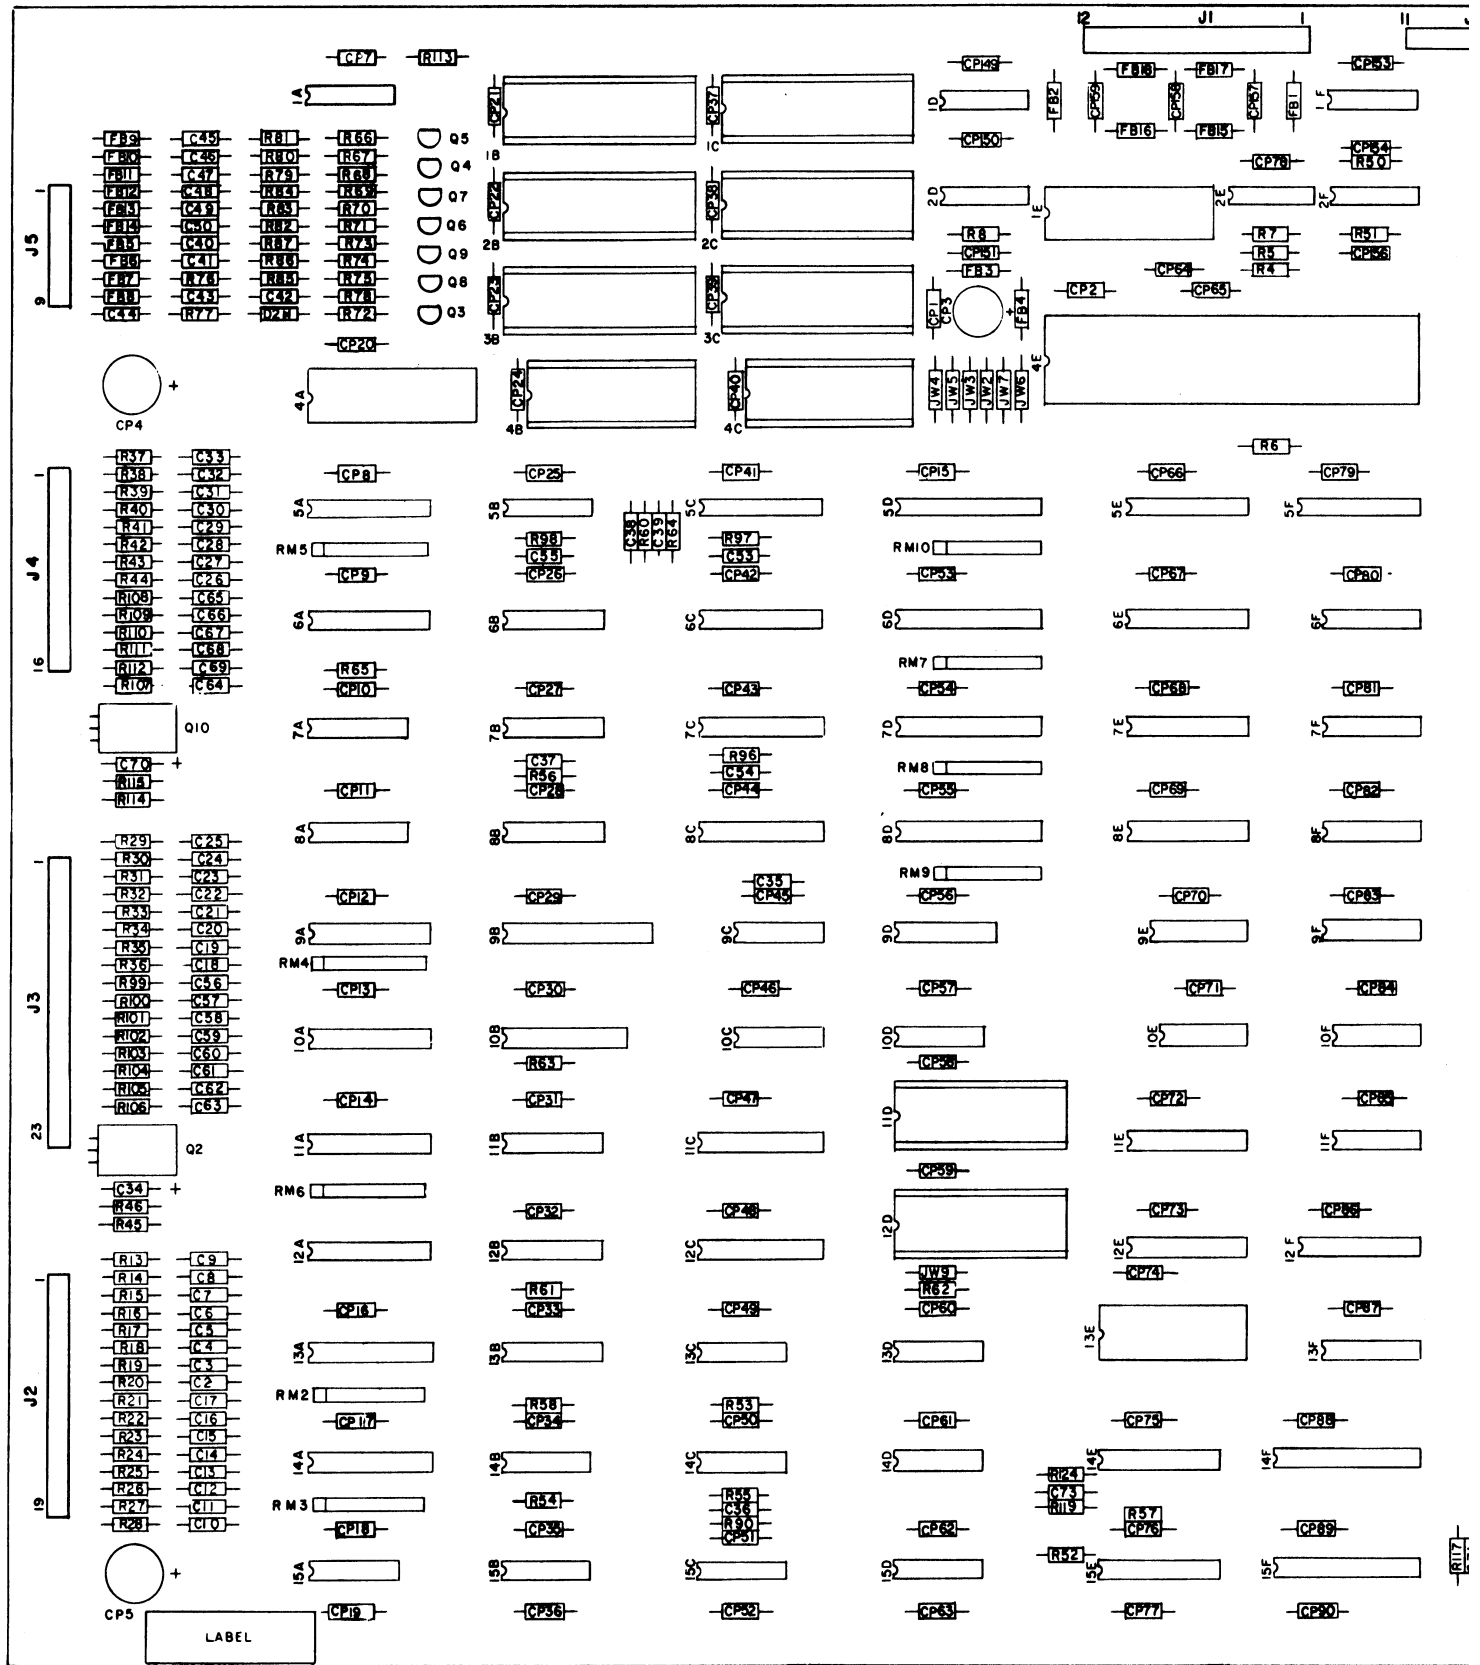 12 J1 1 11 J
CP7 R113 CP149 FB18 FB17 CP153
1A CP21 CP37 1D FB2 CP159 CP158 CP157 FB1 1F
1B 1C CP150 FB16 FB15 CP154
CP78 R50
FB9 C45 R81 R66 Q5
FB10 C46 R80 R67 Q4
FB11 C47 R79 R68
FB12 C48 R84 R69 Q7
FB13 C49 R83 R70
FB14 C50 R82 R71 Q6
FB5 C40 R87 R73 Q9
FB6 C41 R86 R74
FB7 R76 R85 R75 Q8
FB8 C43 C42 R78
C44 R77 R72 Q3
1 J5 9
CP22 CP38 2D 1E 2E 2F
2B 2C R8 R7 R51
CP151 R5 CP156
FB3 CP64 R4
CP23 CP39 CP1 CP3 + FB4 CP2 CP65
3B 3C
CP20
CP4 + 4A CP24 CP40 JW4 JW5 JW3 JW2 JW7 JW6 4E
4B 4C
R6
R37 C33
R38 C32 CP8 CP25 CP41 CP15 CP66 CP79
R39 C31
R40 C30 5A 5B 5C 5D 5E 5F
R41 C29 C38 R60 C39 R64
R42 C28 RM5 R98 R97 RM10
R43 C27 C55 C53
R44 C26 CP9 CP26 CP42 CP53 CP67 CP80
R108 C65
R109 C66 6A 6B 6C 6D 6E 6F
R110 C67
R111 C68
R112 C69 R65 RM7
R107 C64 CP10 CP27 CP43 CP54 CP68 CP81
1 J4 16
Q10 7A 7B 7C 7D 7E 7F
C70 + C37 R96 RM8
R115 R56 C54
R114 CP11 CP28 CP44 CP55 CP69 CP82
8A 8B 8C 8D 8E 8F
R29 C25
R30 C24
R31 C23 C35 RM9
R32 C22 CP12 CP29 CP45 CP56 CP70 CP83
R33 C21
R34 C20 9A 9B 9C 9D 9E 9F
R35 C19
R36 C18 RM4
R99 C56 CP13 CP30 CP46 CP57 CP71 CP84
R100 C57
R101 C58
R102 C59 10A 10B 10C 10D 10E 10F
R103 C60 R63 CP58
R104 C61
R105 C62 CP14 CP31 CP47 CP72 CP85
R106 C63
1 J3 23
Q2 11A 11B 11C 11D 11E 11F
CP59
C34 + RM6
R46 CP32 CP48 CP73 CP86
R45
12A 12B 12C 12D 12E 12F
R13 C9
R14 C8 JW9 CP74
R15 C7 R61 R62
R16 C6 CP16 CP33 CP49 CP60 CP87
R17 C5
R18 C4 13A 13B 13C 13D 13E 13F
R19 C3
R20 C2 RM2
R21 C17 R58 R53
R22 C16 CP117 CP34 CP50 CP61 CP75 CP88
R23 C15
R24 C14 14A 14B 14C 14D 14E 14F
R25 C13 R124
R26 C12 R55 C73
R27 C11 RM3 R54 C36 R119 R57
R28 C10 CP18 CP35 R90 CP62 CP76 CP89
CP51
1 J2 19
R52 R117
CP5 + 15A 15B 15C 15D 15E 15F
CP19 CP36 CP52 CP63 CP77 CP90
LABEL